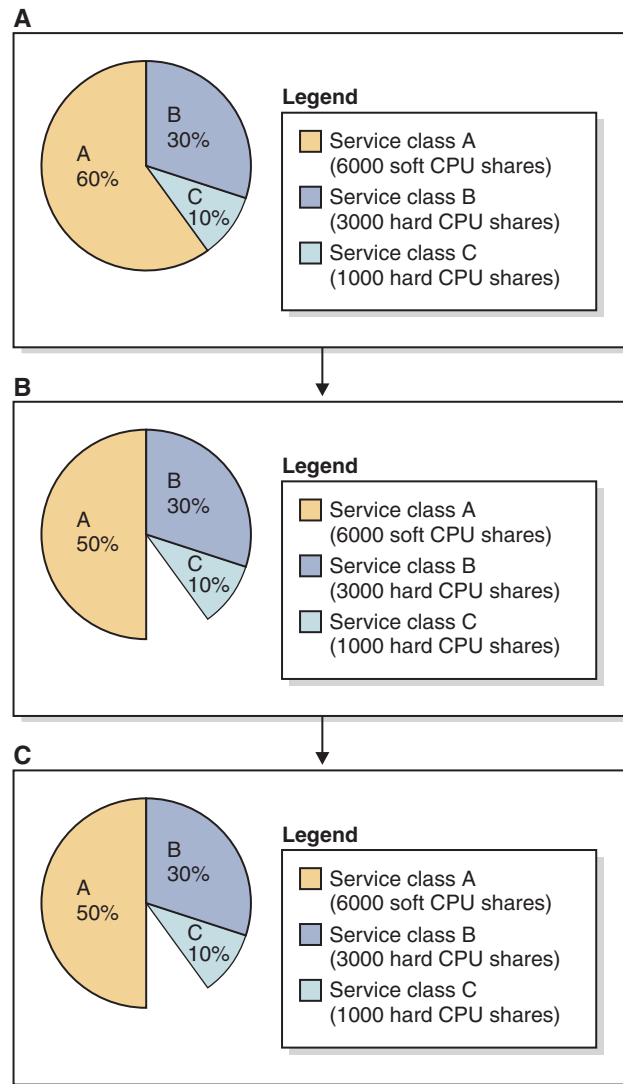 A
A
60%
B
30%
C
10%
Legend
Service class A
(6000 soft CPU shares)
Service class B
(3000 hard CPU shares)
Service class C
(1000 hard CPU shares)
B
A
50%
B
30%
C
10%
Legend
Service class A
(6000 soft CPU shares)
Service class B
(3000 hard CPU shares)
Service class C
(1000 hard CPU shares)
C
A
50%
B
30%
C
10%
Legend
Service class A
(6000 soft CPU shares)
Service class B
(3000 hard CPU shares)
Service class C
(1000 hard CPU shares)